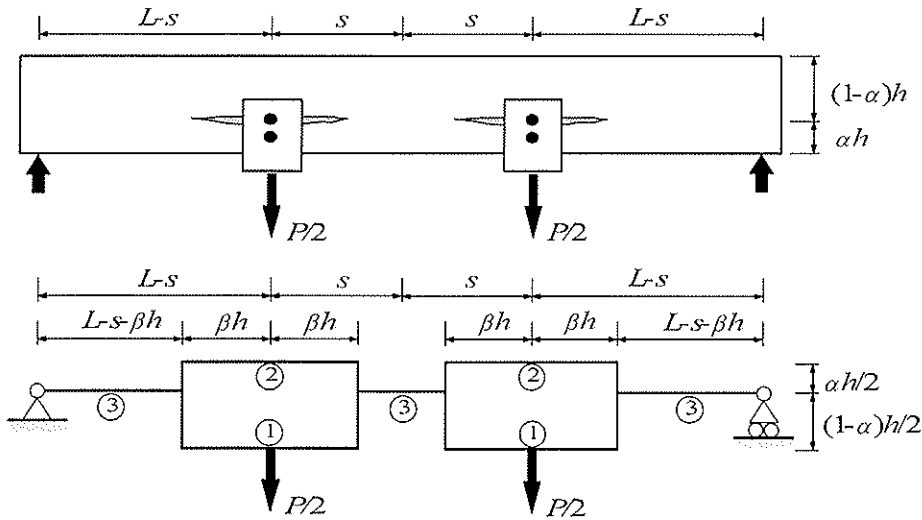 L-s s s L-s
(1-α)h
αh
P/2 P/2
L-s s s L-s
L-s-βh βh βh βh βh L-s-βh
② ② αh/2
③ ③ ③
① ① (1-α)h/2
P/2 P/2